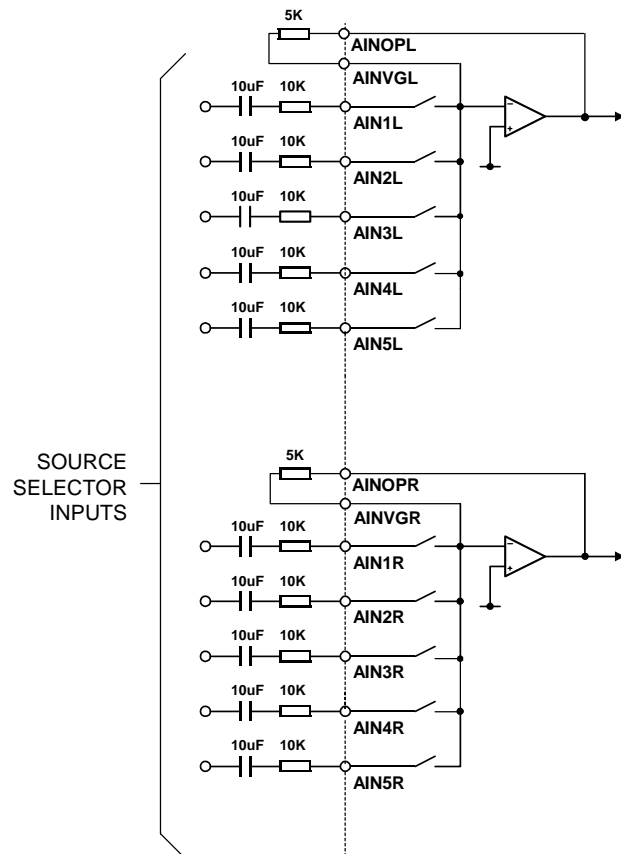 5K
AINOPL
AINVGL
10uF 10K
AIN1L
10uF 10K
AIN2L
10uF 10K
AIN3L
10uF 10K
AIN4L
10uF 10K
AIN5L
SOURCE
SELECTOR
INPUTS
5K
AINOPR
AINVGR
10uF 10K
AIN1R
10uF 10K
AIN2R
10uF 10K
AIN3R
10uF 10K
AIN4R
10uF 10K
AIN5R